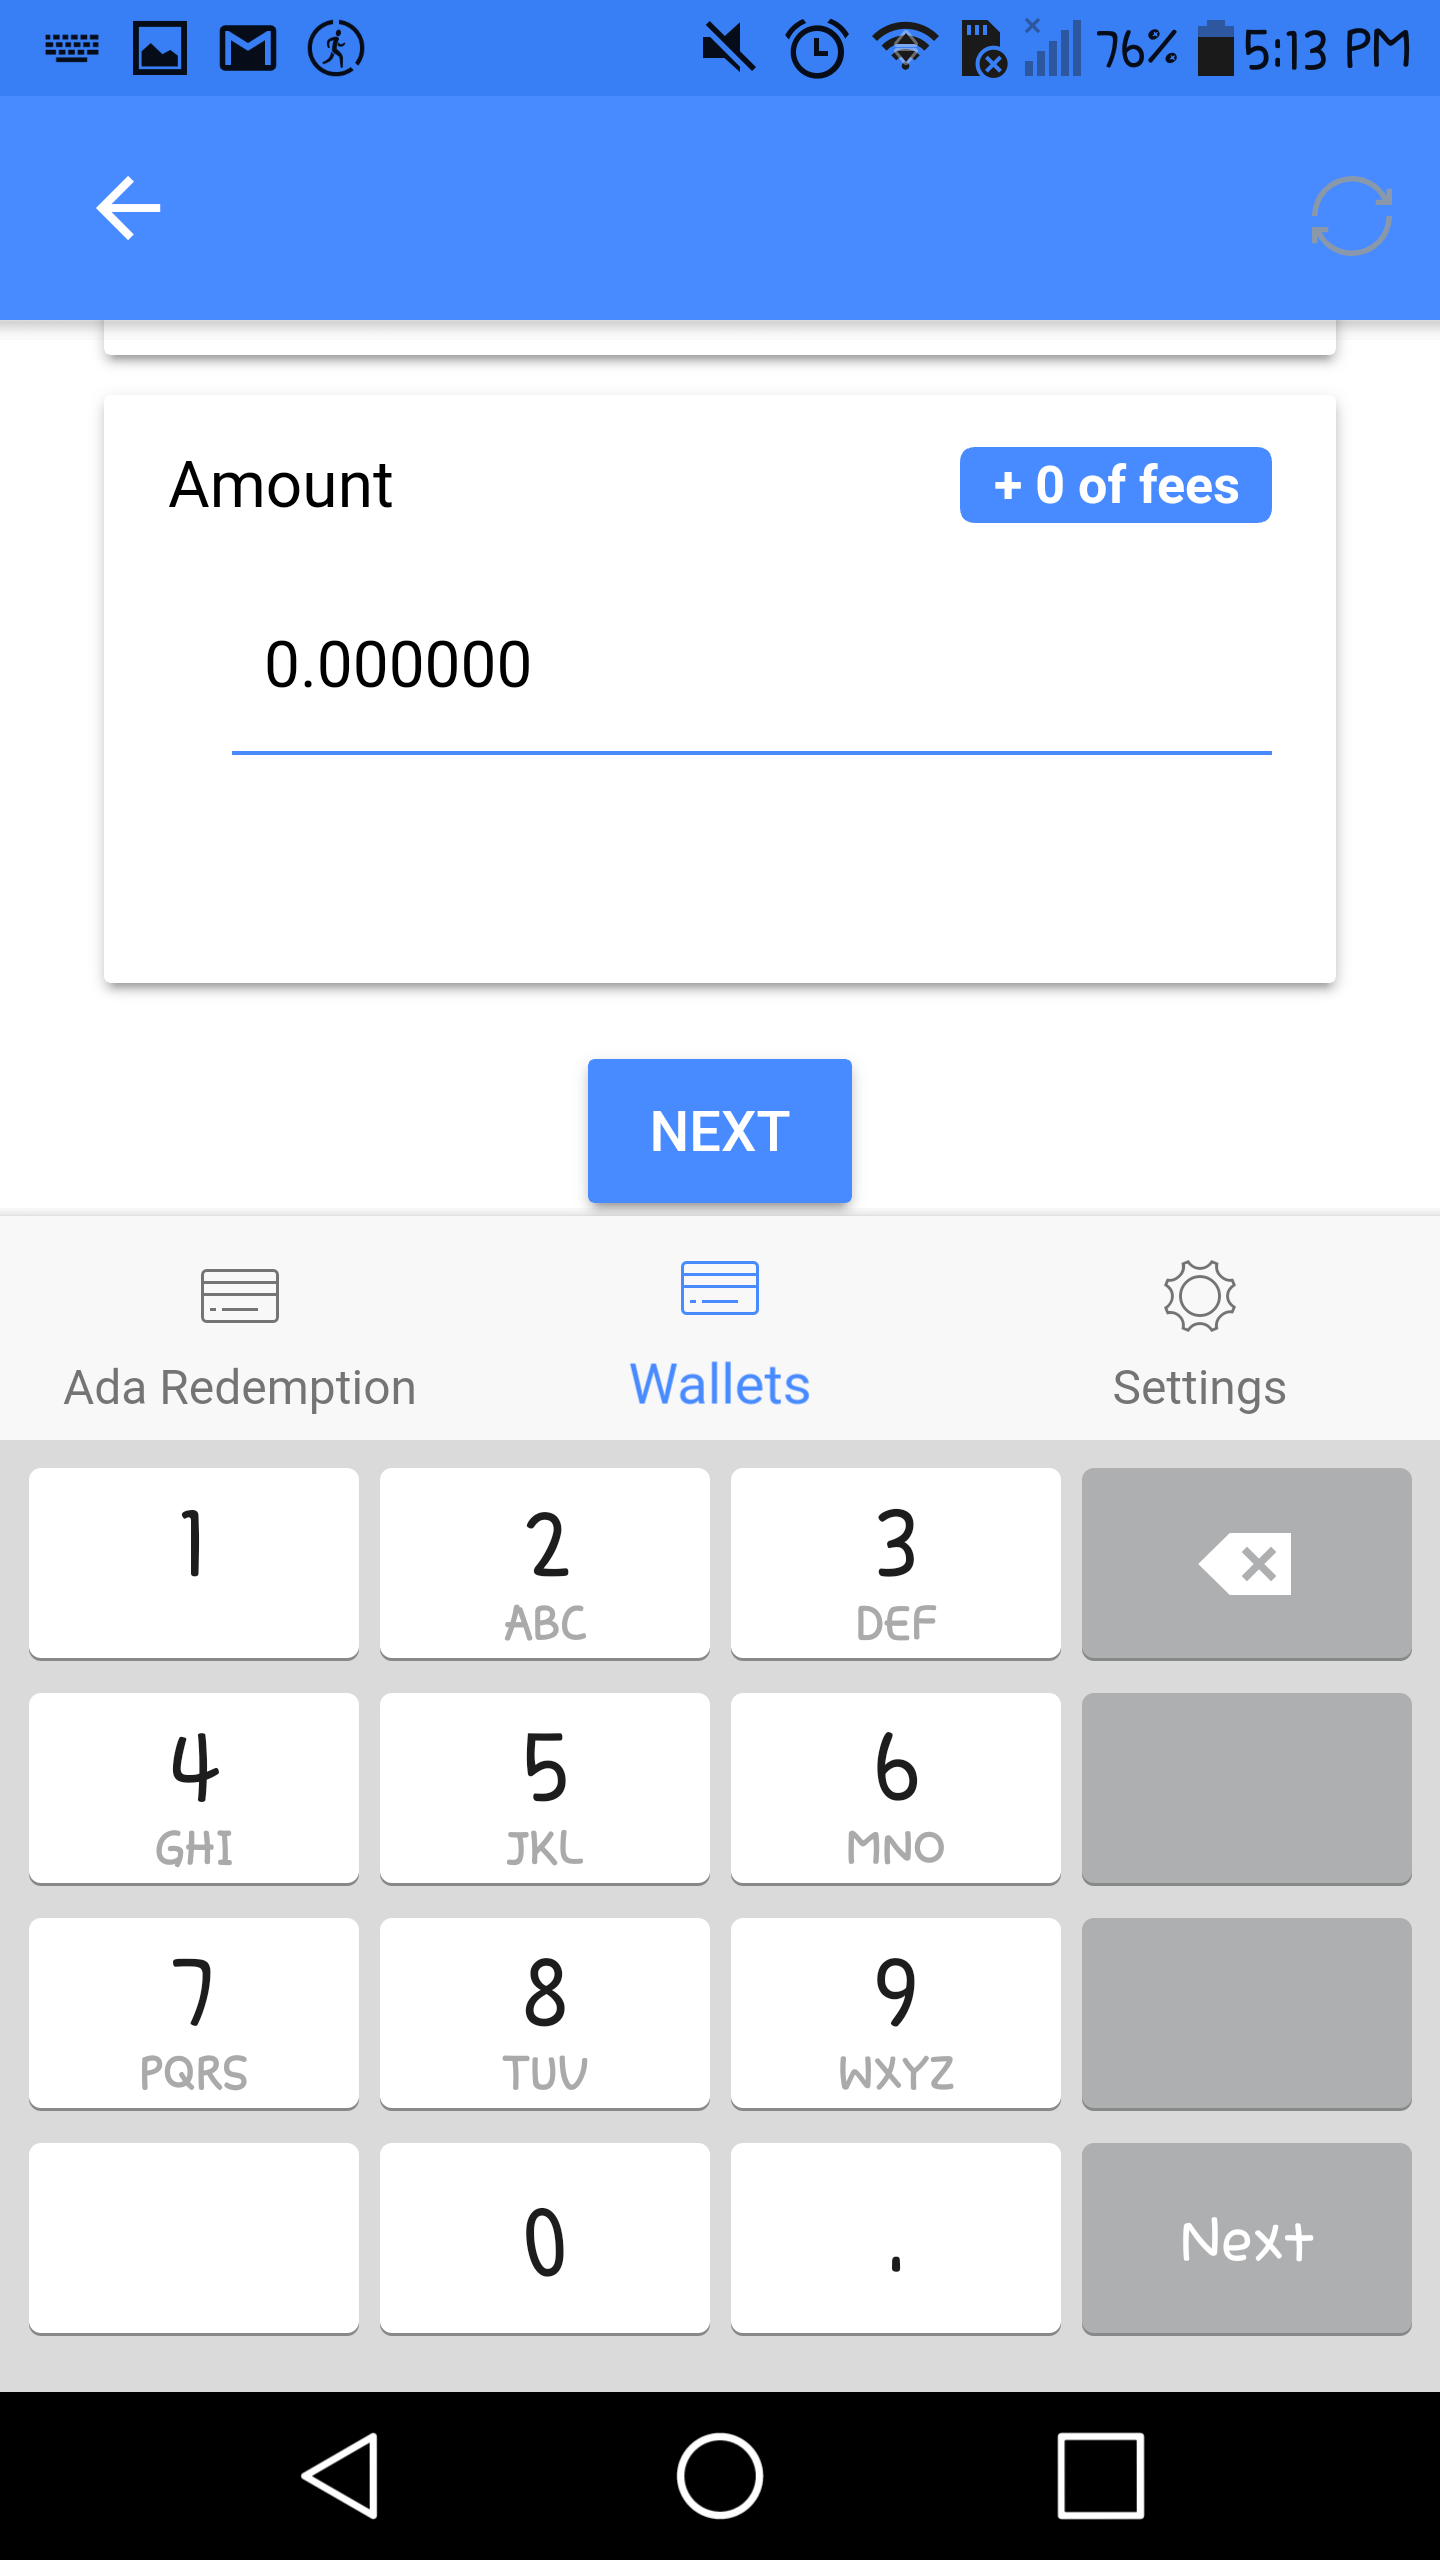 76% 5:13 PM
Amount
+ 0 of fees
0.000000
NEXT
Ada Redemption
Wallets
Settings
1
2
3
ABC
DEF
4
5
6
GHI
JKL
MNO
7
8
9
PQRS
TUV
WXYZ
0
.
Next